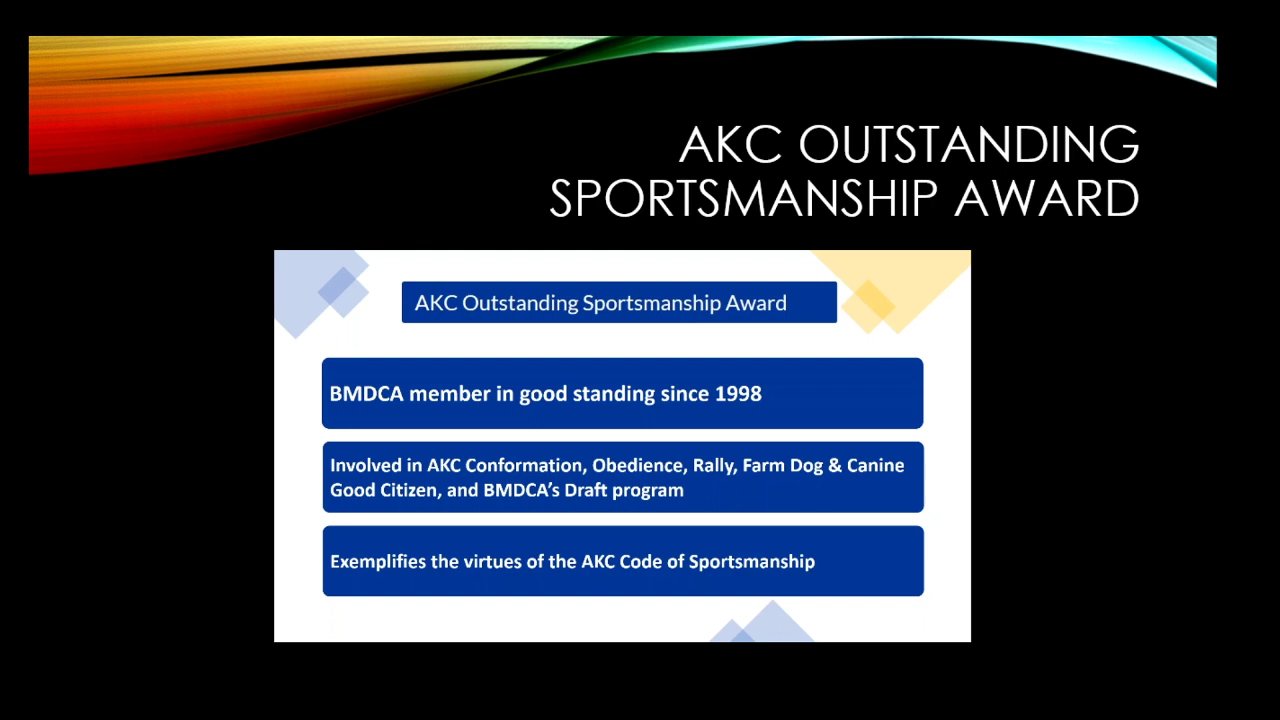 AKC OUTSTANDING
SPORTSMANSHIP AWARD
AKC Outstanding Sportsmanship Award
BMDCA member in good standing since 1998
Involved in AKC Conformation, Obedience, Rally, Farm Dog & Canine
Good Citizen, and BMDCA’s Draft program
Exemplifies the virtues of the AKC Code of Sportsmanship